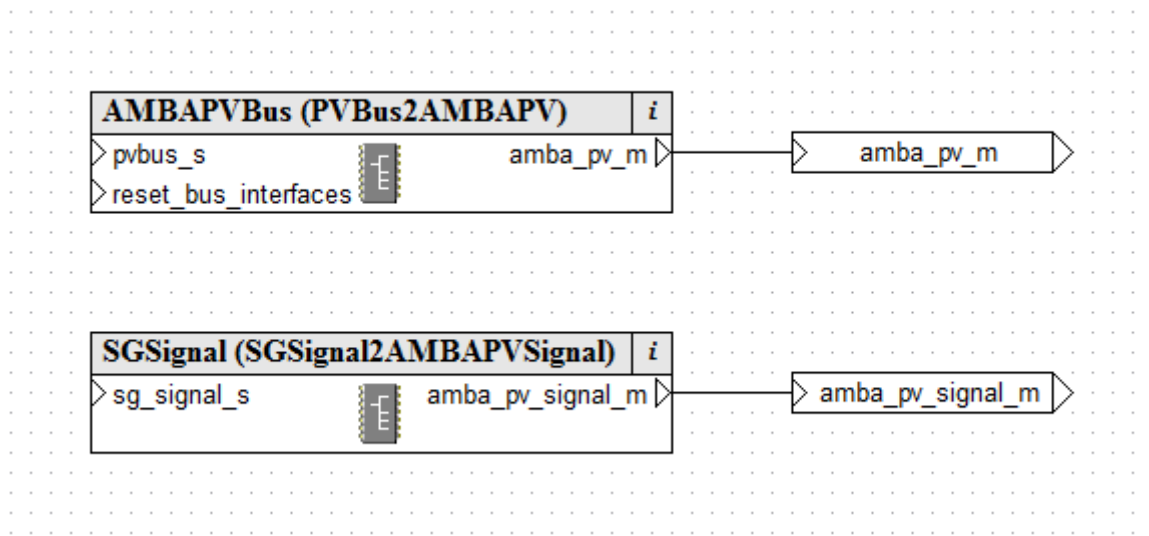 AMBAPVBus (PVBus2AMBAPV) i
pvbus_s amba_pv_m amba_pv_m
reset_bus_interfaces
SGSignal (SGSignal2AMBAPVSignal) i
sg_signal_s amba_pv_signal_m amba_pv_signal_m